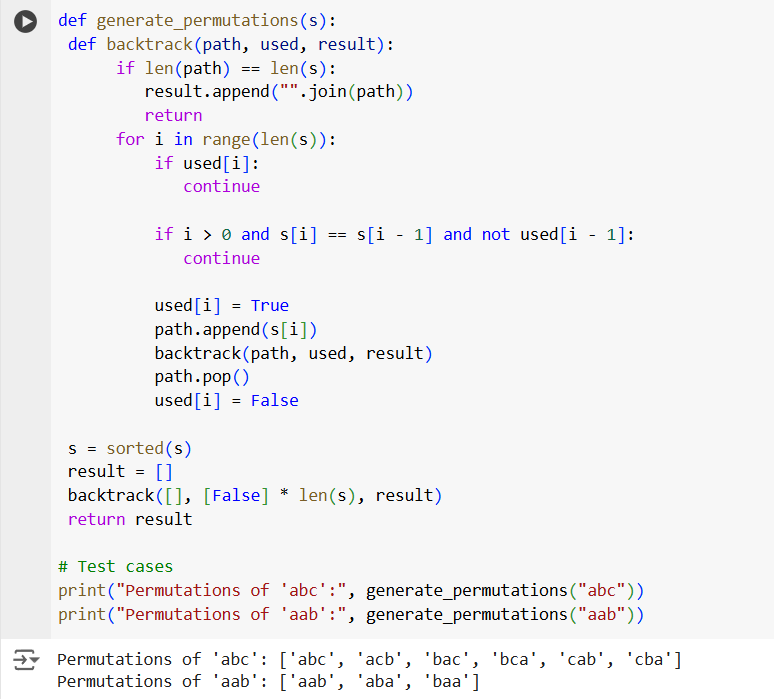 def generate_permutations(s):
 def backtrack(path, used, result):
      if len(path) == len(s):
         result.append("".join(path))
         return
      for i in range(len(s)):
          if used[i]:
             continue

          if i > 0 and s[i] == s[i - 1] and not used[i - 1]:
             continue

          used[i] = True
          path.append(s[i])
          backtrack(path, used, result)
          path.pop()
          used[i] = False

 s = sorted(s)
 result = []
 backtrack([], [False] * len(s), result)
 return result

# Test cases
print("Permutations of 'abc':", generate_permutations("abc"))
print("Permutations of 'aab':", generate_permutations("aab"))
Permutations of 'abc': ['abc', 'acb', 'bac', 'bca', 'cab', 'cba']
Permutations of 'aab': ['aab', 'aba', 'baa']